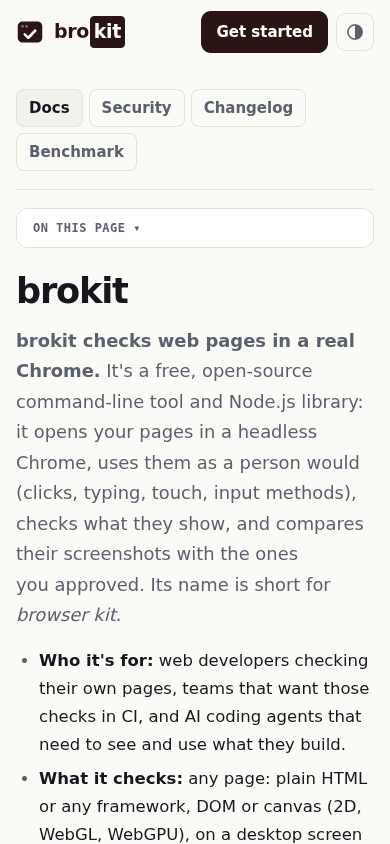 brokit
Get started
Docs
Security
Changelog
Benchmark
ON THIS PAGE ▾
brokit
brokit checks web pages in a real
Chrome. It's a free, open-source
command-line tool and Node.js library:
it opens your pages in a headless
Chrome, uses them as a person would
(clicks, typing, touch, input methods),
checks what they show, and compares
their screenshots with the ones
you approved. Its name is short for
browser kit.
• Who it's for: web developers checking
their own pages, teams that want those
checks in CI, and AI coding agents that
need to see and use what they build.
• What it checks: any page: plain HTML
or any framework, DOM or canvas (2D,
WebGL, WebGPU), on a desktop screen